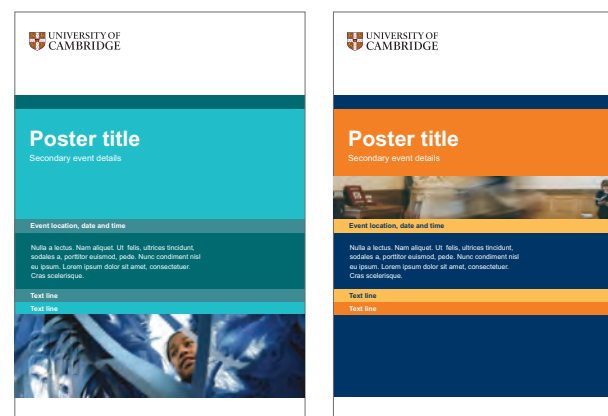 UNIVERSITY OF
CAMBRIDGE
Poster title
Secondary event details
Event location, date and time
Nulla a lectus. Nam aliquet. Ut felis, ultrices tincidunt,
sodales a, porttitor euismod, pede. Nunc condiment nisl
eu ipsum. Lorem ipsum dolor sit amet, consectetuer.
Cras scelerisque.
Text line
Text line
UNIVERSITY OF
CAMBRIDGE
Poster title
Secondary event details
Event location, date and time
Nulla a lectus. Nam aliquet. Ut felis, ultrices tincidunt,
sodales a, porttitor euismod, pede. Nunc condiment nisl
eu ipsum. Lorem ipsum dolor sit amet, consectetuer.
Cras scelerisque.
Text line
Text line